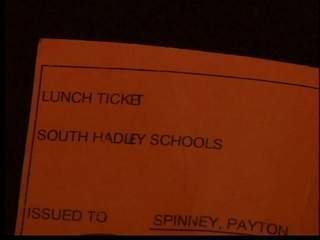 LUNCH TICKET
SOUTH HADLEY SCHOOLS
ISSUED TO SPINNEY, PAYTON